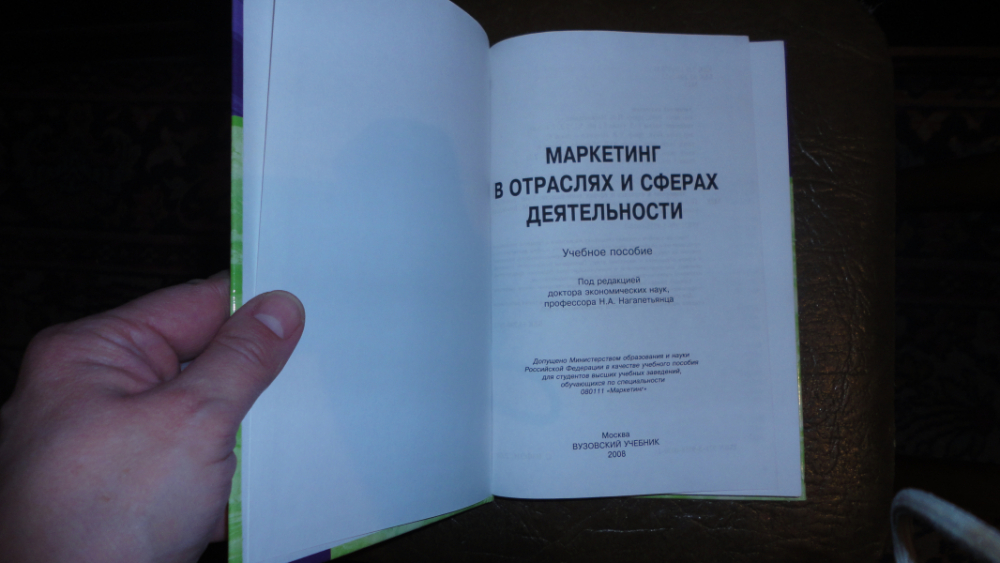 МАРКЕТИНГ
В ОТРАСЛЯХ И СФЕРАХ
ДЕЯТЕЛЬНОСТИ
Учебное пособие
Под редакцией
доктора экономических наук,
профессора Н.А. Нагапетьянца
Допущено Министерством образования и науки
Российской Федерации в качестве учебного пособия
для студентов высших учебных заведений,
обучающихся по специальности
080111 «Маркетинг»
Москва
ВУЗОВСКИЙ УЧЕБНИК
2008